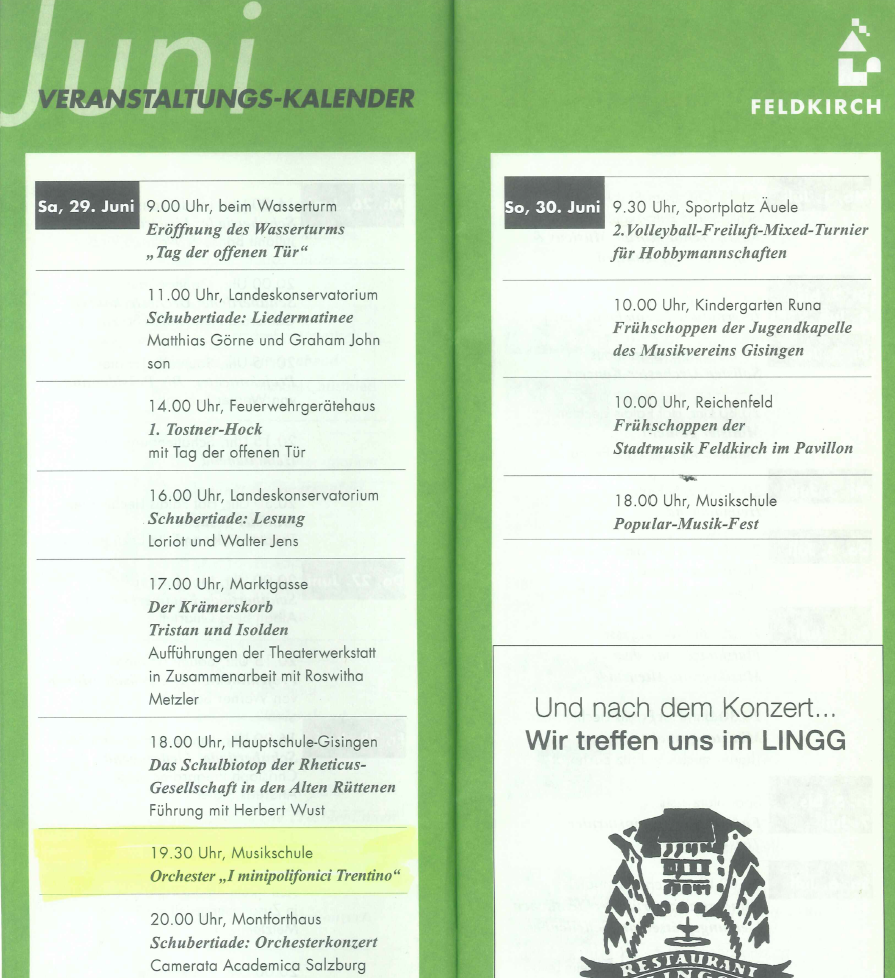 Juni
VERANSTALTUNGS-KALENDER
Sa, 29. Juni
9.00 Uhr, beim Wasserturm
Eröffnung des Wasserturms
„Tag der offenen Tür“
11.00 Uhr, Landeskonservatorium
Schubertiade: Liedermatinee
Matthias Görne und Graham John
son
14.00 Uhr, Feuerwehrgerätehaus
1. Tostner-Hock
mit Tag der offenen Tür
16.00 Uhr, Landeskonservatorium
Schubertiade: Lesung
Loriot und Walter Jens
17.00 Uhr, Marktgasse
Der Krämerskorb
Tristan und Isolden
Aufführungen der Theaterwerkstatt
in Zusammenarbeit mit Roswitha
Metzler
18.00 Uhr, Hauptschule-Gisingen
Das Schulbiotop der Rheticus-
Gesellschaft in den Alten Rüttenen
Führung mit Herbert Wust
19.30 Uhr, Musikschule
Orchester „I minipolifonici Trentino“
20.00 Uhr, Montforthaus
Schubertiade: Orchesterkonzert
Camerata Academica Salzburg
FELDKIRCH
So, 30. Juni
9.30 Uhr, Sportplatz Äuele
2.Volleyball-Freiluft-Mixed-Turnier
für Hobbymannschaften
10.00 Uhr, Kindergarten Runa
Frühschoppen der Jugendkapelle
des Musikvereins Gisingen
10.00 Uhr, Reichenfeld
Frühschoppen der
Stadtmusik Feldkirch im Pavillon
18.00 Uhr, Musikschule
Popular-Musik-Fest
Und nach dem Konzert...
Wir treffen uns im LINGG
RESTAURANT